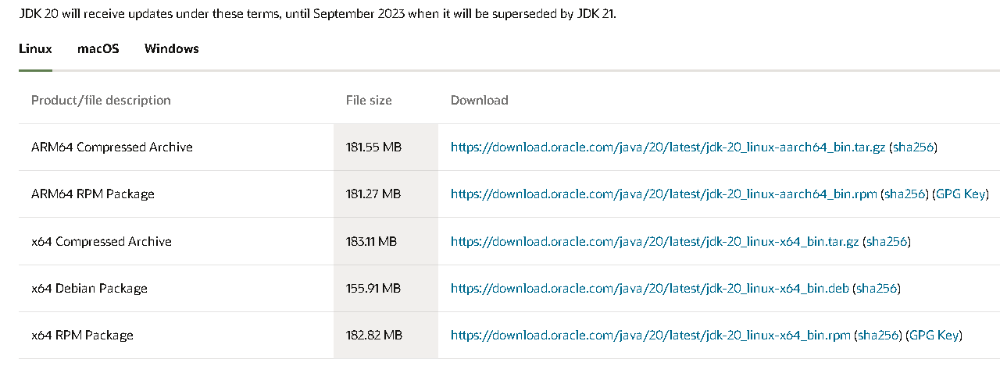 JDK 20 will receive updates under these terms, until September 2023 when it will be superseded by JDK 21.
Linux macOS Windows
Product/file description File size Download
ARM64 Compressed Archive 181.55 MB https://download.oracle.com/java/20/latest/jdk-20_linux-aarch64_bin.tar.gz (sha256)
ARM64 RPM Package 181.27 MB https://download.oracle.com/java/20/latest/jdk-20_linux-aarch64_bin.rpm (sha256) (GPG Key)
x64 Compressed Archive 183.11 MB https://download.oracle.com/java/20/latest/jdk-20_linux-x64_bin.tar.gz (sha256)
x64 Debian Package 155.91 MB https://download.oracle.com/java/20/latest/jdk-20_linux-x64_bin.deb (sha256)
x64 RPM Package 182.82 MB https://download.oracle.com/java/20/latest/jdk-20_linux-x64_bin.rpm (sha256) (GPG Key)